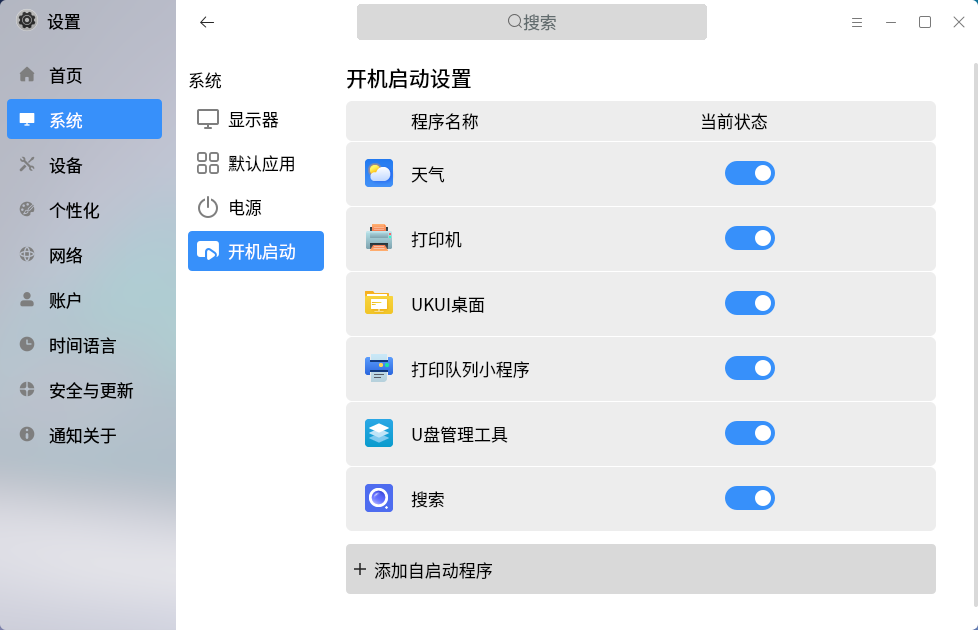 设置
搜索
首页
系统
设备
个性化
网络
账户
时间语言
安全与更新
通知关于
系统
显示器
默认应用
电源
开机启动
开机启动设置
程序名称 当前状态
天气
打印机
UKUI桌面
打印队列小程序
U盘管理工具
搜索
添加自启动程序